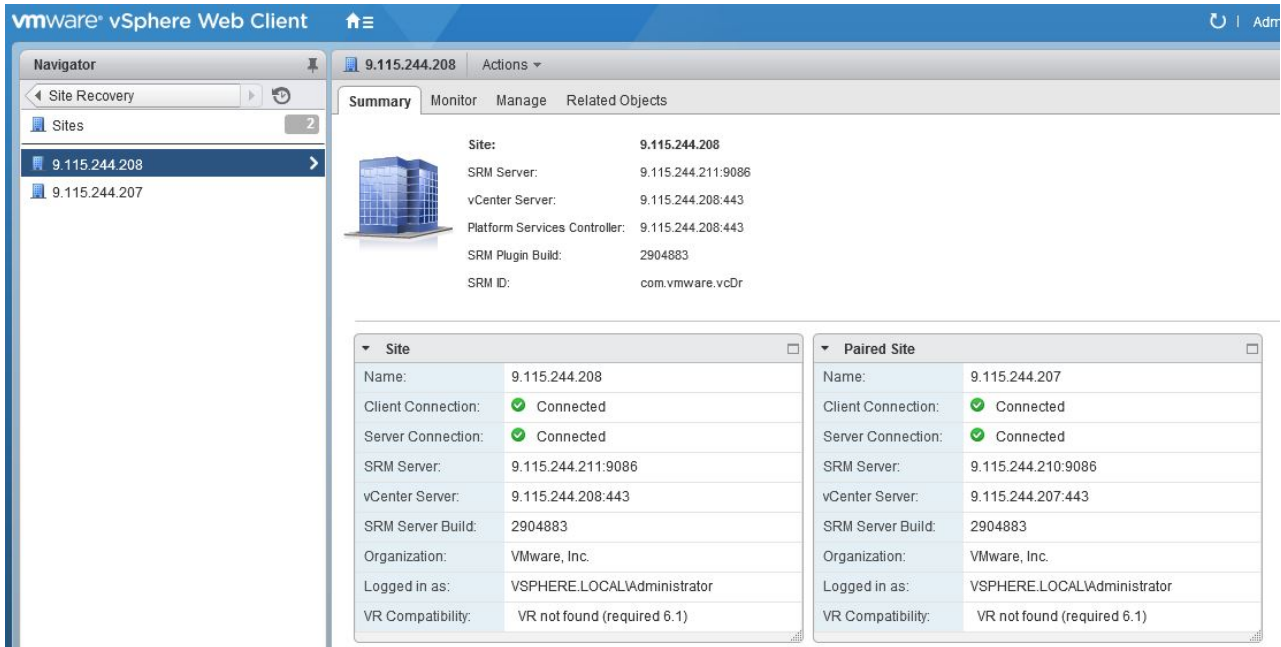 vmware® vSphere Web Client
Adm
Navigator
Site Recovery
Sites 2
9.115.244.208
9.115.244.207
9.115.244.208 Actions
Summary Monitor Manage Related Objects
Site: 9.115.244.208
SRM Server: 9.115.244.211:9086
vCenter Server: 9.115.244.208:443
Platform Services Controller: 9.115.244.208:443
SRM Plugin Build: 2904883
SRM ID: com.vmware.vcDr
Site
Name: 9.115.244.208
Client Connection: Connected
Server Connection: Connected
SRM Server: 9.115.244.211:9086
vCenter Server: 9.115.244.208:443
SRM Server Build: 2904883
Organization: VMware, Inc.
Logged in as: VSPHERE.LOCAL\Administrator
VR Compatibility: VR not found (required 6.1)
Paired Site
Name: 9.115.244.207
Client Connection: Connected
Server Connection: Connected
SRM Server: 9.115.244.210:9086
vCenter Server: 9.115.244.207:443
SRM Server Build: 2904883
Organization: VMware, Inc.
Logged in as: VSPHERE.LOCAL\Administrator
VR Compatibility: VR not found (required 6.1)